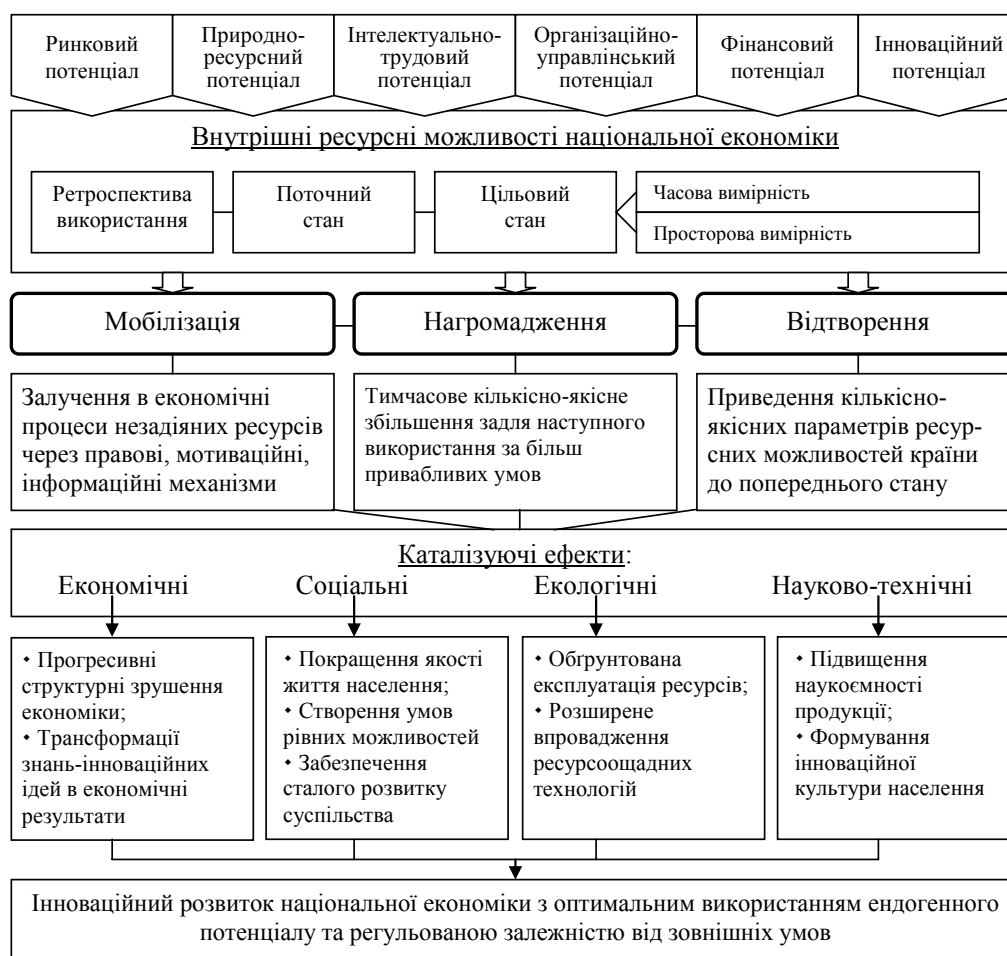 Ринковий
потенціал
Природно-
ресурсний
потенціал
Інтелектуально-
трудовий
потенціал
Організаційно-
управлінський
потенціал
Фінансовий
потенціал
Інноваційний
потенціал
Внутрішні ресурсні можливості національної економіки
Ретроспектива
використання
Поточний
стан
Цільовий
стан
Часова вимірність
Просторова вимірність
Мобілізація
Нагромадження
Відтворення
Залучення в економічні
процеси незадіяних ресурсів
через правові, мотиваційні,
інформаційні механізми
Тимчасове кількісно-якісне
збільшення задля наступного
використання за більш
привабливих умов
Приведення кількісно-
якісних параметрів ресур-
сних можливостей країни
до попереднього стану
Каталізуючі ефекти:
Економічні
Соціальні
Екологічні
Науково-технічні
• Прогресивні
структурні зрушення
економіки;
• Трансформації
знань-інноваційних
ідей в економічні
результати
• Покращення якості
життя населення;
• Створення умов
рівних можливостей
• Забезпечення
сталого розвитку
суспільства
• Обґрунтована
експлуатація ресурсів;
• Розширене
впровадження
ресурсоощадних
технологій
• Підвищення
наукоємності
продукції;
• Формування
інноваційної
культури населення
Інноваційний розвиток національної економіки з оптимальним використанням ендогенного
потенціалу та регульованою залежністю від зовнішніх умов